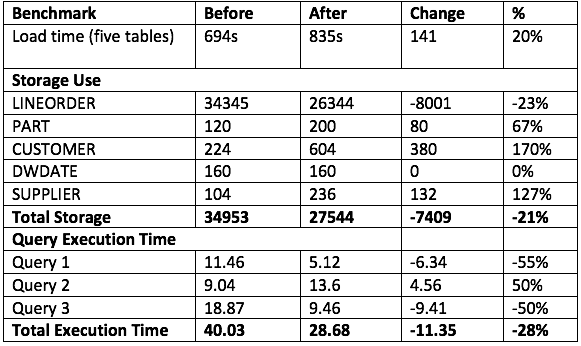 Benchmark Before After Change %
Load time (five tables) 694s 835s 141 20%
Storage Use
LINEORDER 34345 26344 -8001 -23%
PART 120 200 80 67%
CUSTOMER 224 604 380 170%
DWDATE 160 160 0 0%
SUPPLIER 104 236 132 127%
Total Storage 34953 27544 -7409 -21%
Query Execution Time
Query 1 11.46 5.12 -6.34 -55%
Query 2 9.04 13.6 4.56 50%
Query 3 18.87 9.46 -9.41 -50%
Total Execution Time 40.03 28.68 -11.35 -28%